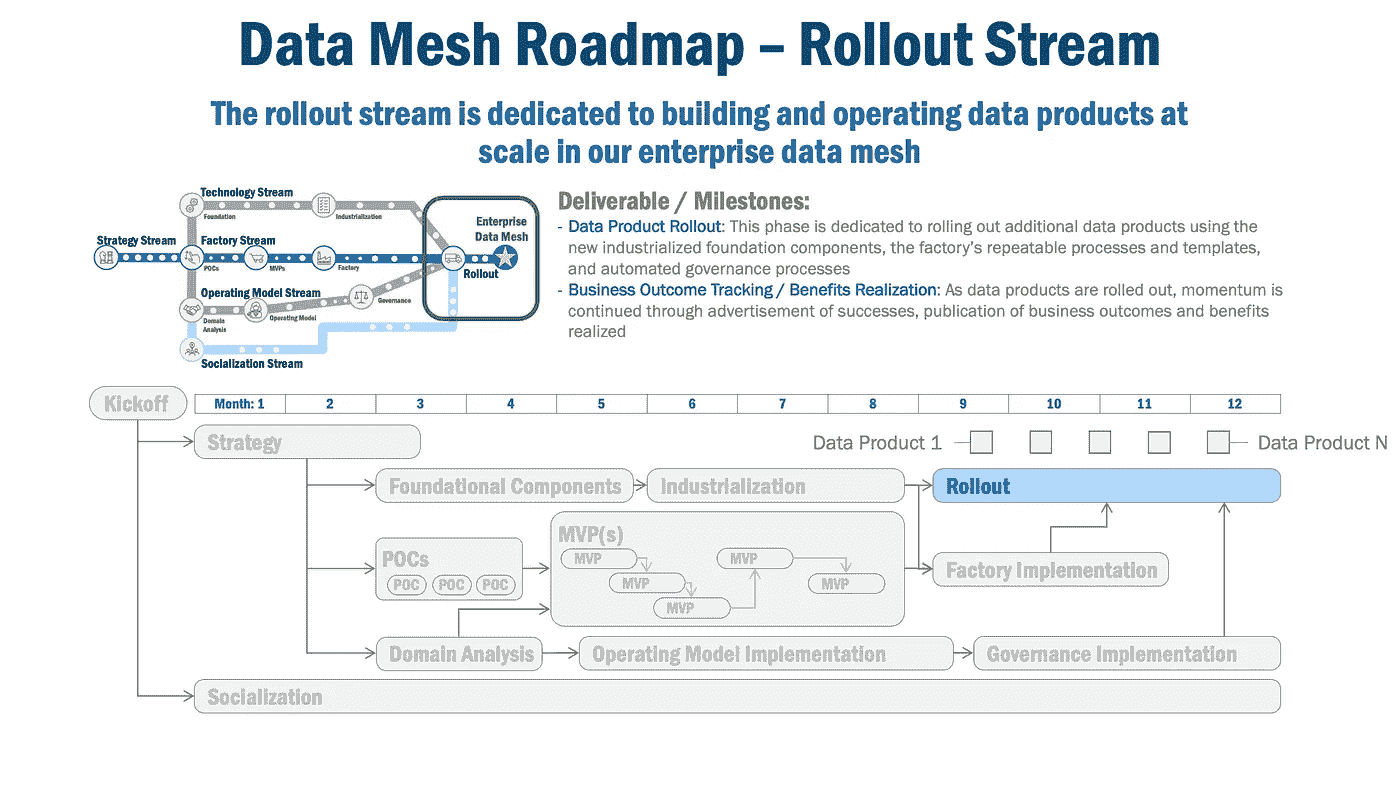 Data Mesh Roadmap – Rollout Stream
The rollout stream is dedicated to building and operating data products at
scale in our enterprise data mesh
Technology Stream
Foundation
Industrialization
Strategy Stream
Factory Stream
POCs
MVPs
Factory
Enterprise
Data Mesh
Rollout
Operating Model Stream
Domain
Analysis
Operating Model
Governance
Socialization Stream
Deliverable / Milestones:
- Data Product Rollout: This phase is dedicated to rolling out additional data products using the
new industrialized foundation components, the factory's repeatable processes and templates,
and automated governance processes
- Business Outcome Tracking / Benefits Realization: As data products are rolled out, momentum is
continued through advertisement of successes, publication of business outcomes and benefits
realized
Kickoff
Month: 1 2 3 4 5 6 7 8 9 10 11 12
Strategy
Data Product 1
Data Product N
Foundational Components
Industrialization
Rollout
POCs
POC POC POC
MVP(s)
MVP
MVP
MVP
MVP
MVP
Factory Implementation
Domain Analysis
Operating Model Implementation
Governance Implementation
Socialization